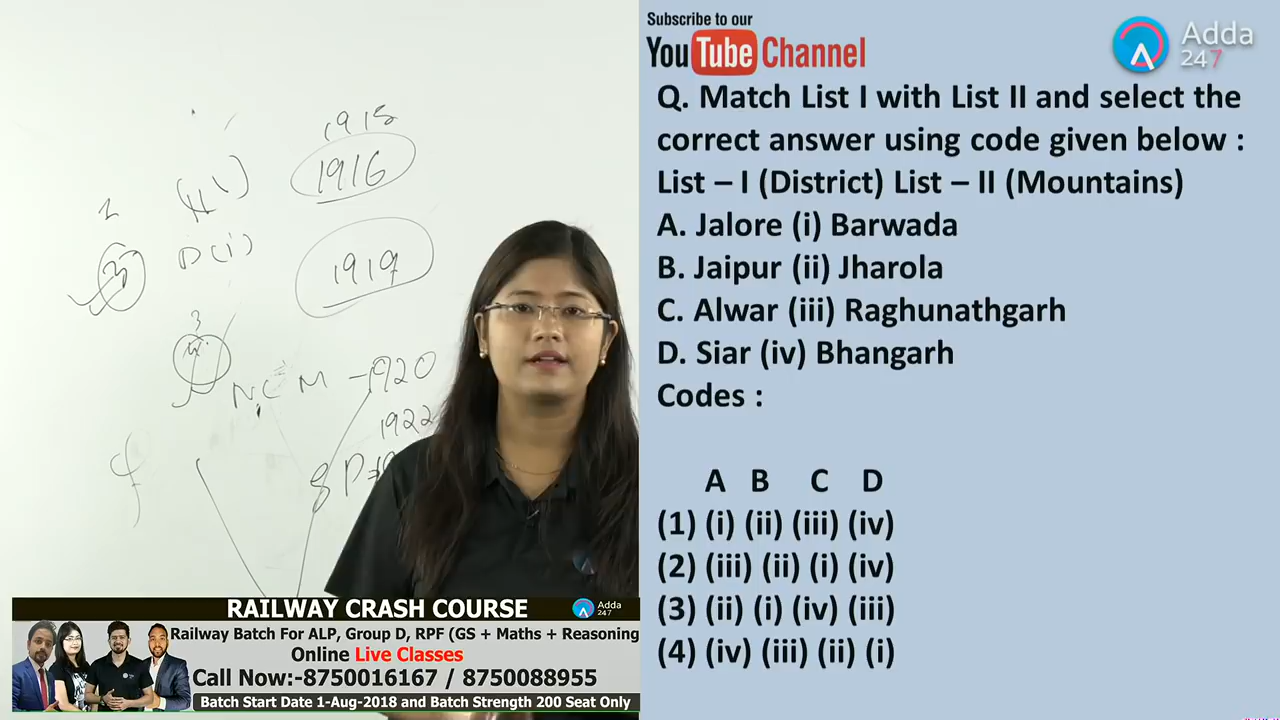 1915
1916
D (i)
1919
3
N C M - 1920
1922
Subscribe to our
YouTube Channel
Adda
247
Q. Match List I with List II and select the
correct answer using code given below :
List – I (District) List – II (Mountains)
A. Jalore (i) Barwada
B. Jaipur (ii) Jharola
C. Alwar (iii) Raghunathgarh
D. Siar (iv) Bhangarh
Codes :
A B C D
(1) (i) (ii) (iii) (iv)
(2) (iii) (ii) (i) (iv)
(3) (ii) (i) (iv) (iii)
(4) (iv) (iii) (ii) (i)
RAILWAY CRASH COURSE
Adda
247
Railway Batch For ALP, Group D, RPF (GS + Maths + Reasoning
Online Live Classes
Call Now:-8750016167 / 8750088955
Batch Start Date 1-Aug-2018 and Batch Strength 200 Seat Only